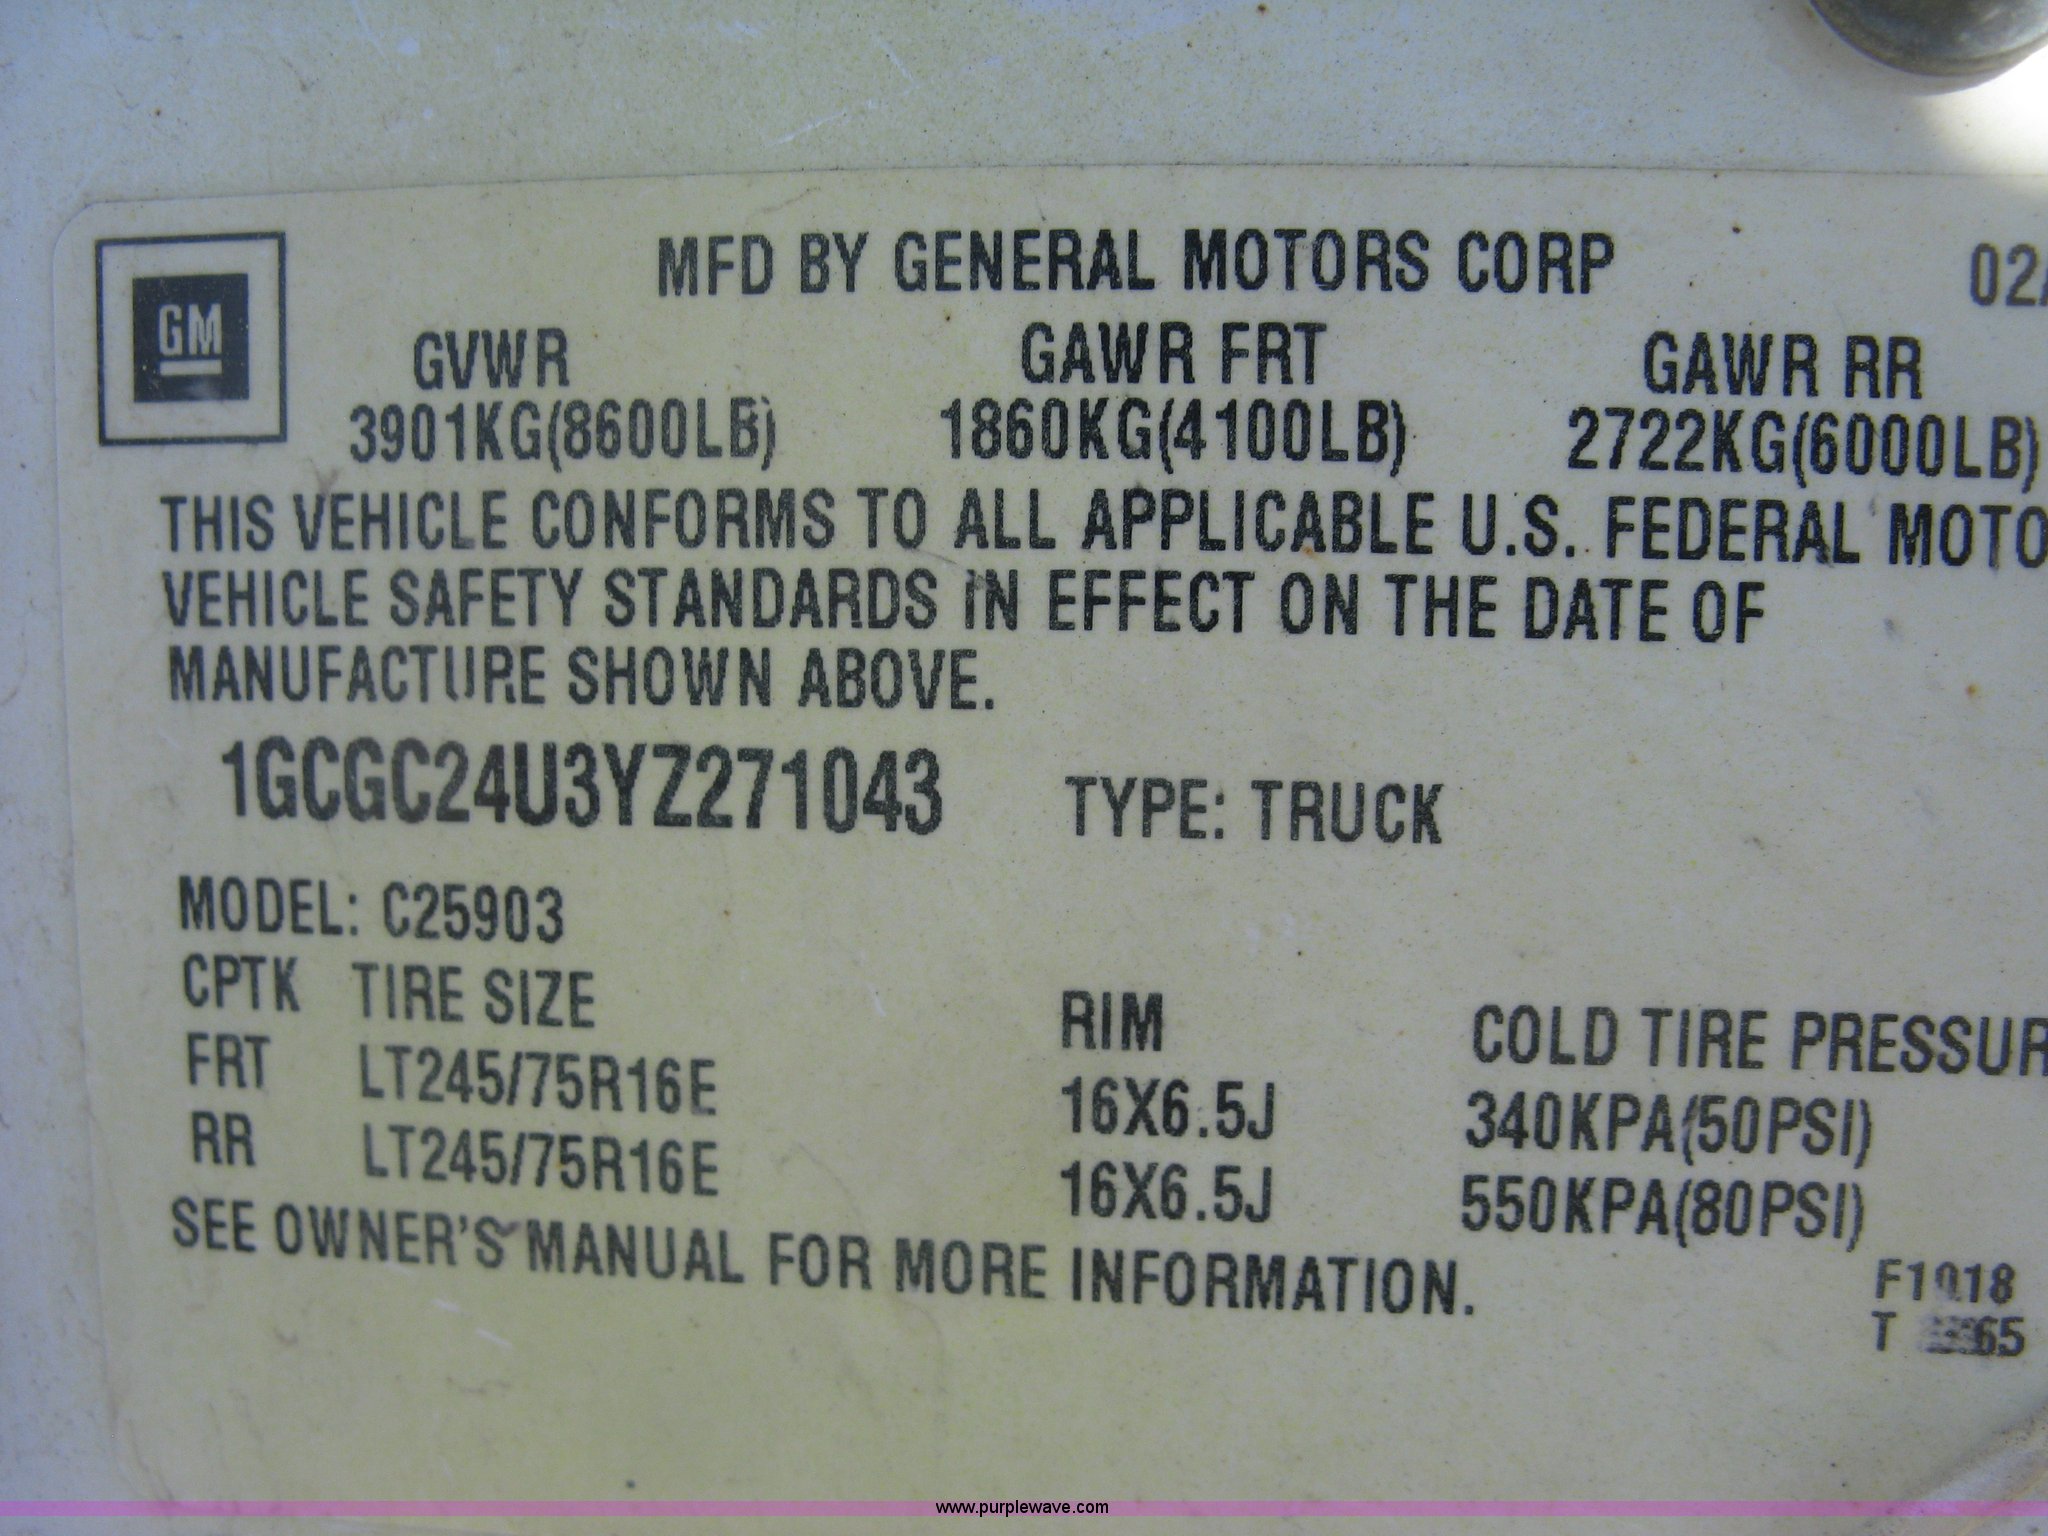 MFD BY GENERAL MOTORS CORP
GM
GVWR GAWR FRT GAWR RR
3901KG(8600LB) 1860KG(4100LB) 2722KG(6000LB)
THIS VEHICLE CONFORMS TO ALL APPLICABLE U.S. FEDERAL MOTO
VEHICLE SAFETY STANDARDS IN EFFECT ON THE DATE OF
MANUFACTURE SHOWN ABOVE.
1GCGC24U3YZ271043 TYPE: TRUCK
MODEL: C25903
CPTK TIRE SIZE RIM COLD TIRE PRESSUR
FRT LT245/75R16E 16X6.5J 340KPA(50PSI)
RR LT245/75R16E 16X6.5J 550KPA(80PSI)
SEE OWNER'S MANUAL FOR MORE INFORMATION.
F1018
T
www.purplewave.com